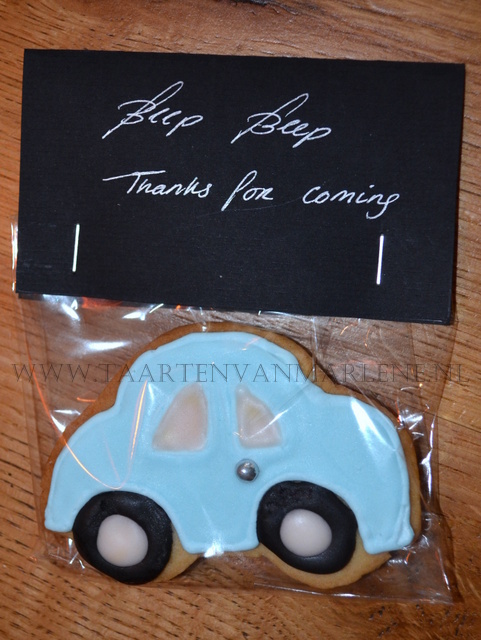 Beep Beep
Thanks for coming
WWW.TAARTENVANMARLENE.NL